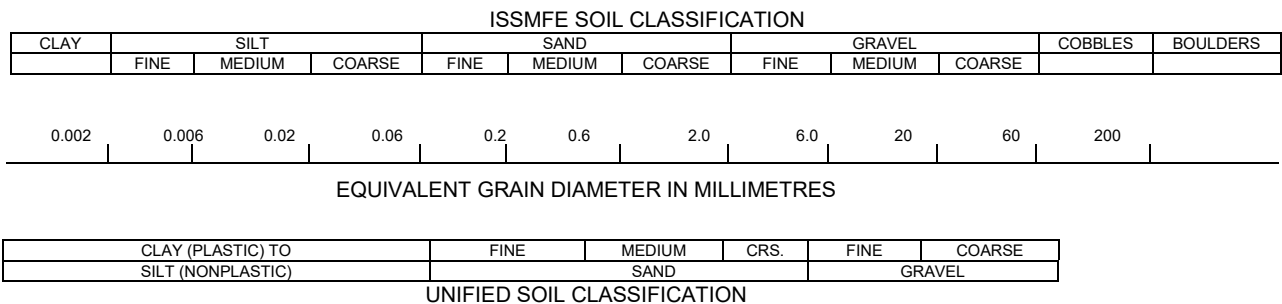 ISSMFE SOIL CLASSIFICATION
CLAY SILT SAND GRAVEL COBBLES BOULDERS
FINE MEDIUM COARSE FINE MEDIUM COARSE FINE MEDIUM COARSE
0.002 0.006 0.02 0.06 0.2 0.6 2.0 6.0 20 60 200
EQUIVALENT GRAIN DIAMETER IN MILLIMETRES
CLAY (PLASTIC) TO FINE MEDIUM CRS. FINE COARSE
SILT (NONPLASTIC) SAND GRAVEL
UNIFIED SOIL CLASSIFICATION